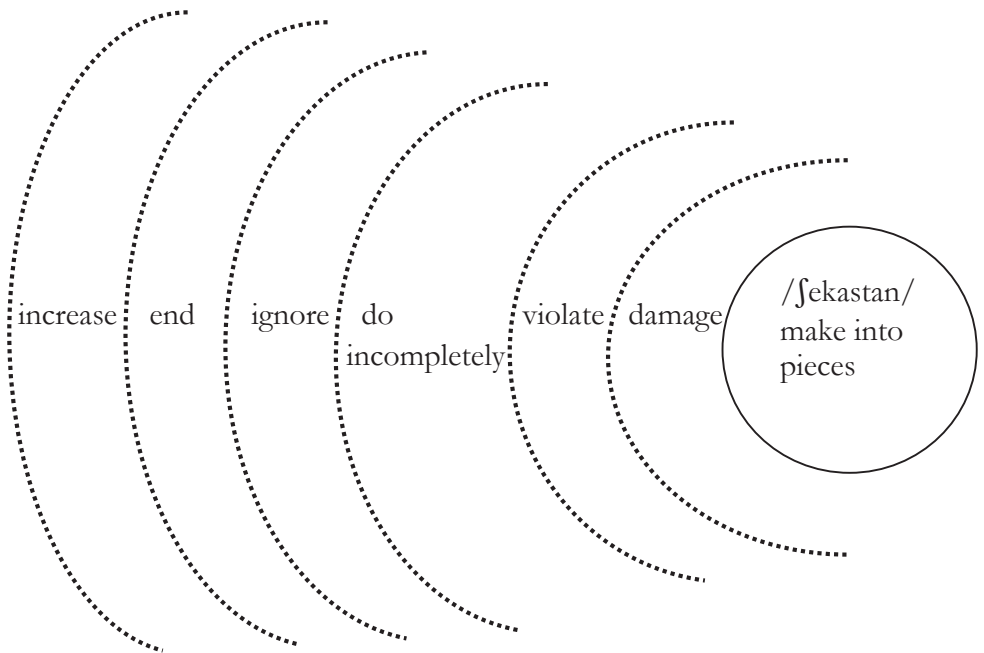 increase
end
ignore
do
incompletely
violate
damage
/ʃekastan/
make into
pieces